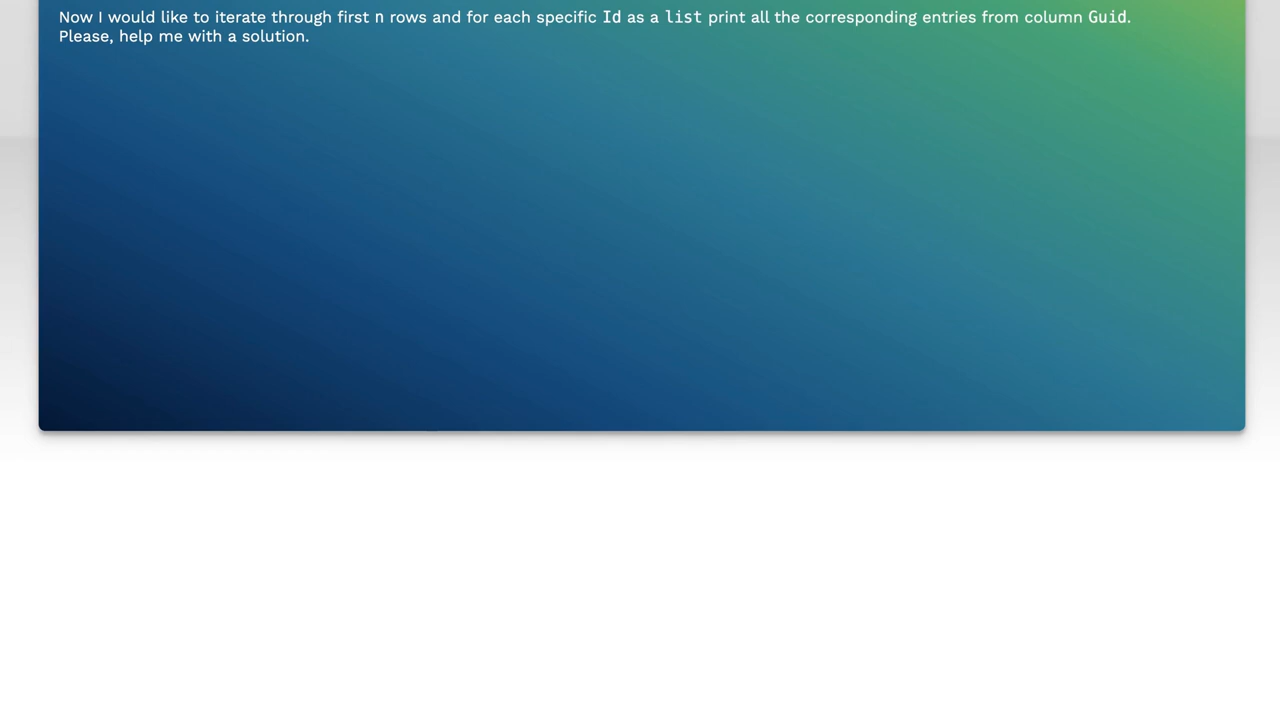 Now I would like to iterate through first n rows and for each specific Id as a list print all the corresponding entries from column Guid.
Please, help me with a solution.